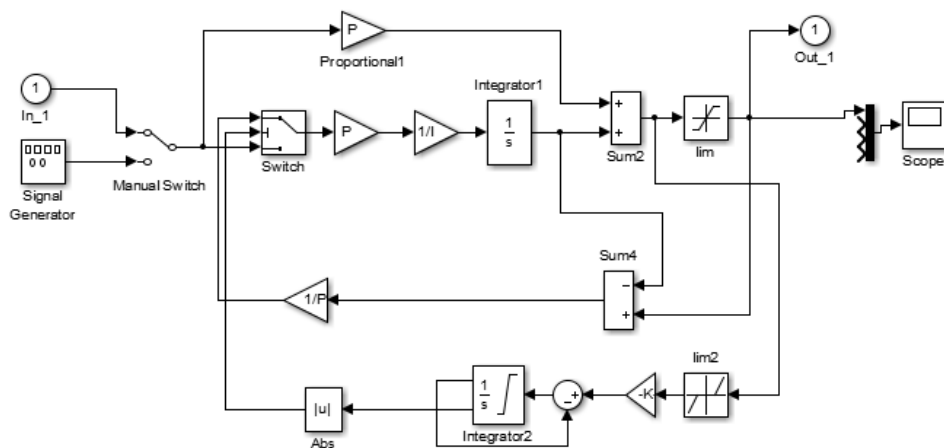 1
Out_1
P
Proportional1
Integrator1
1
In_1
P
1/I
1
s
+
+
Sum2
lim
Scope
Switch
Manual Switch
Signal
Generator
Sum4
−
+
1/P
lim2
1
s
−
+
-K
|u|
Abs
Integrator2